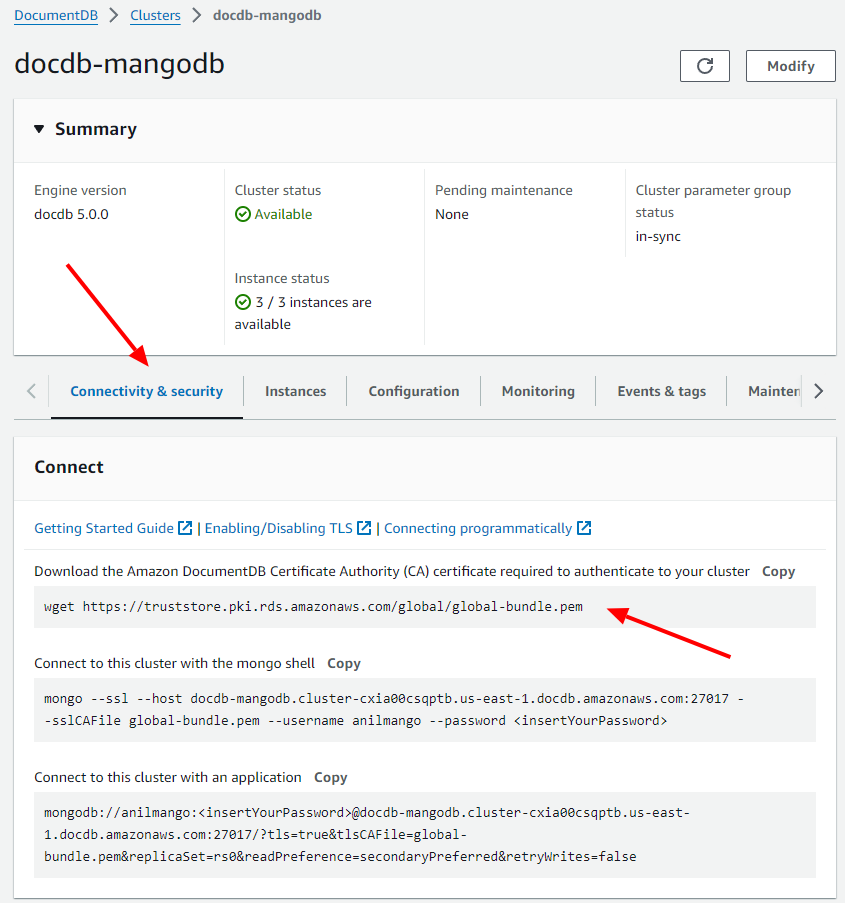 DocumentDB > Clusters > docdb-mangodb
docdb-mangodb
Modify
Summary
Engine version
docdb 5.0.0
Cluster status
Available
Instance status
3 / 3 instances are
available
Pending maintenance
None
Cluster parameter group
status
in-sync
Connectivity & security
Instances
Configuration
Monitoring
Events & tags
Mainten
Connect
Getting Started Guide | Enabling/Disabling TLS | Connecting programmatically
Download the Amazon DocumentDB Certificate Authority (CA) certificate required to authenticate to your cluster Copy
wget https://truststore.pki.rds.amazonaws.com/global/global-bundle.pem
Connect to this cluster with the mongo shell Copy
mongo --ssl --host docdb-mangodb.cluster-cxia00csqptb.us-east-1.docdb.amazonaws.com:27017 -
-sslCAFile global-bundle.pem --username anilmango --password <insertYourPassword>
Connect to this cluster with an application Copy
mongodb://anilmango:<insertYourPassword>@docdb-mangodb.cluster-cxia00csqptb.us-east-
1.docdb.amazonaws.com:27017/?tls=true&tlsCAFile=global-
bundle.pem&replicaSet=rs0&readPreference=secondaryPreferred&retryWrites=false